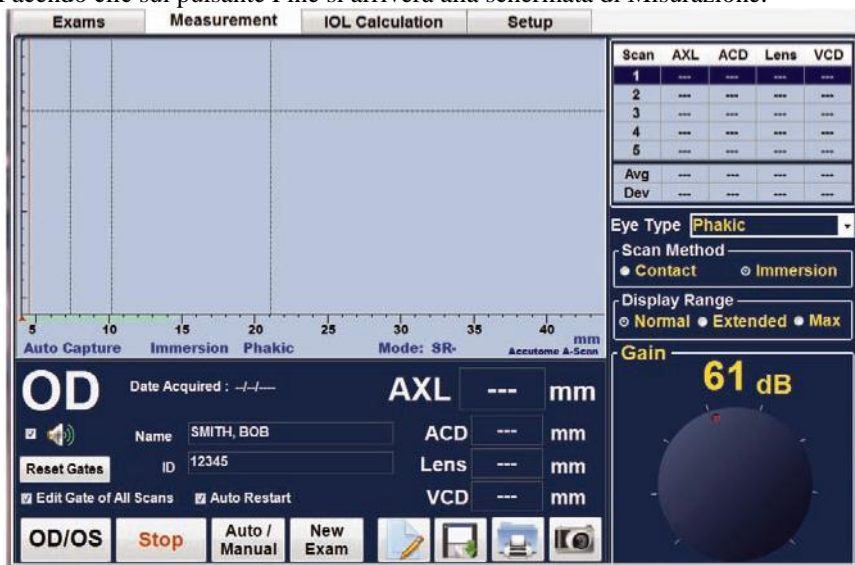 Facendo clic sul pulsante Fine si arriverà alla schermata di Misurazione.
Exams Measurement IOL Calculation Setup
Scan AXL ACD Lens VCD
1 --- --- --- ---
2 --- --- --- ---
3 --- --- --- ---
4 --- --- --- ---
5 --- --- --- ---
Avg --- --- --- ---
Dev --- --- --- ---
Eye Type Phakic
Scan Method
Contact Immersion
Display Range
Normal Extended Max
Gain
61 dB
5 10 15 20 25 30 35 40
mm
Auto Capture Immersion Phakic Mode: SR- Accutome A-Scan
OD Date Acquired : --/--/---- AXL --- mm
Name SMITH, BOB ACD --- mm
Reset Gates ID 12345 Lens --- mm
Edit Gate of All Scans Auto Restart VCD --- mm
OD/OS Stop Auto / Manual New Exam